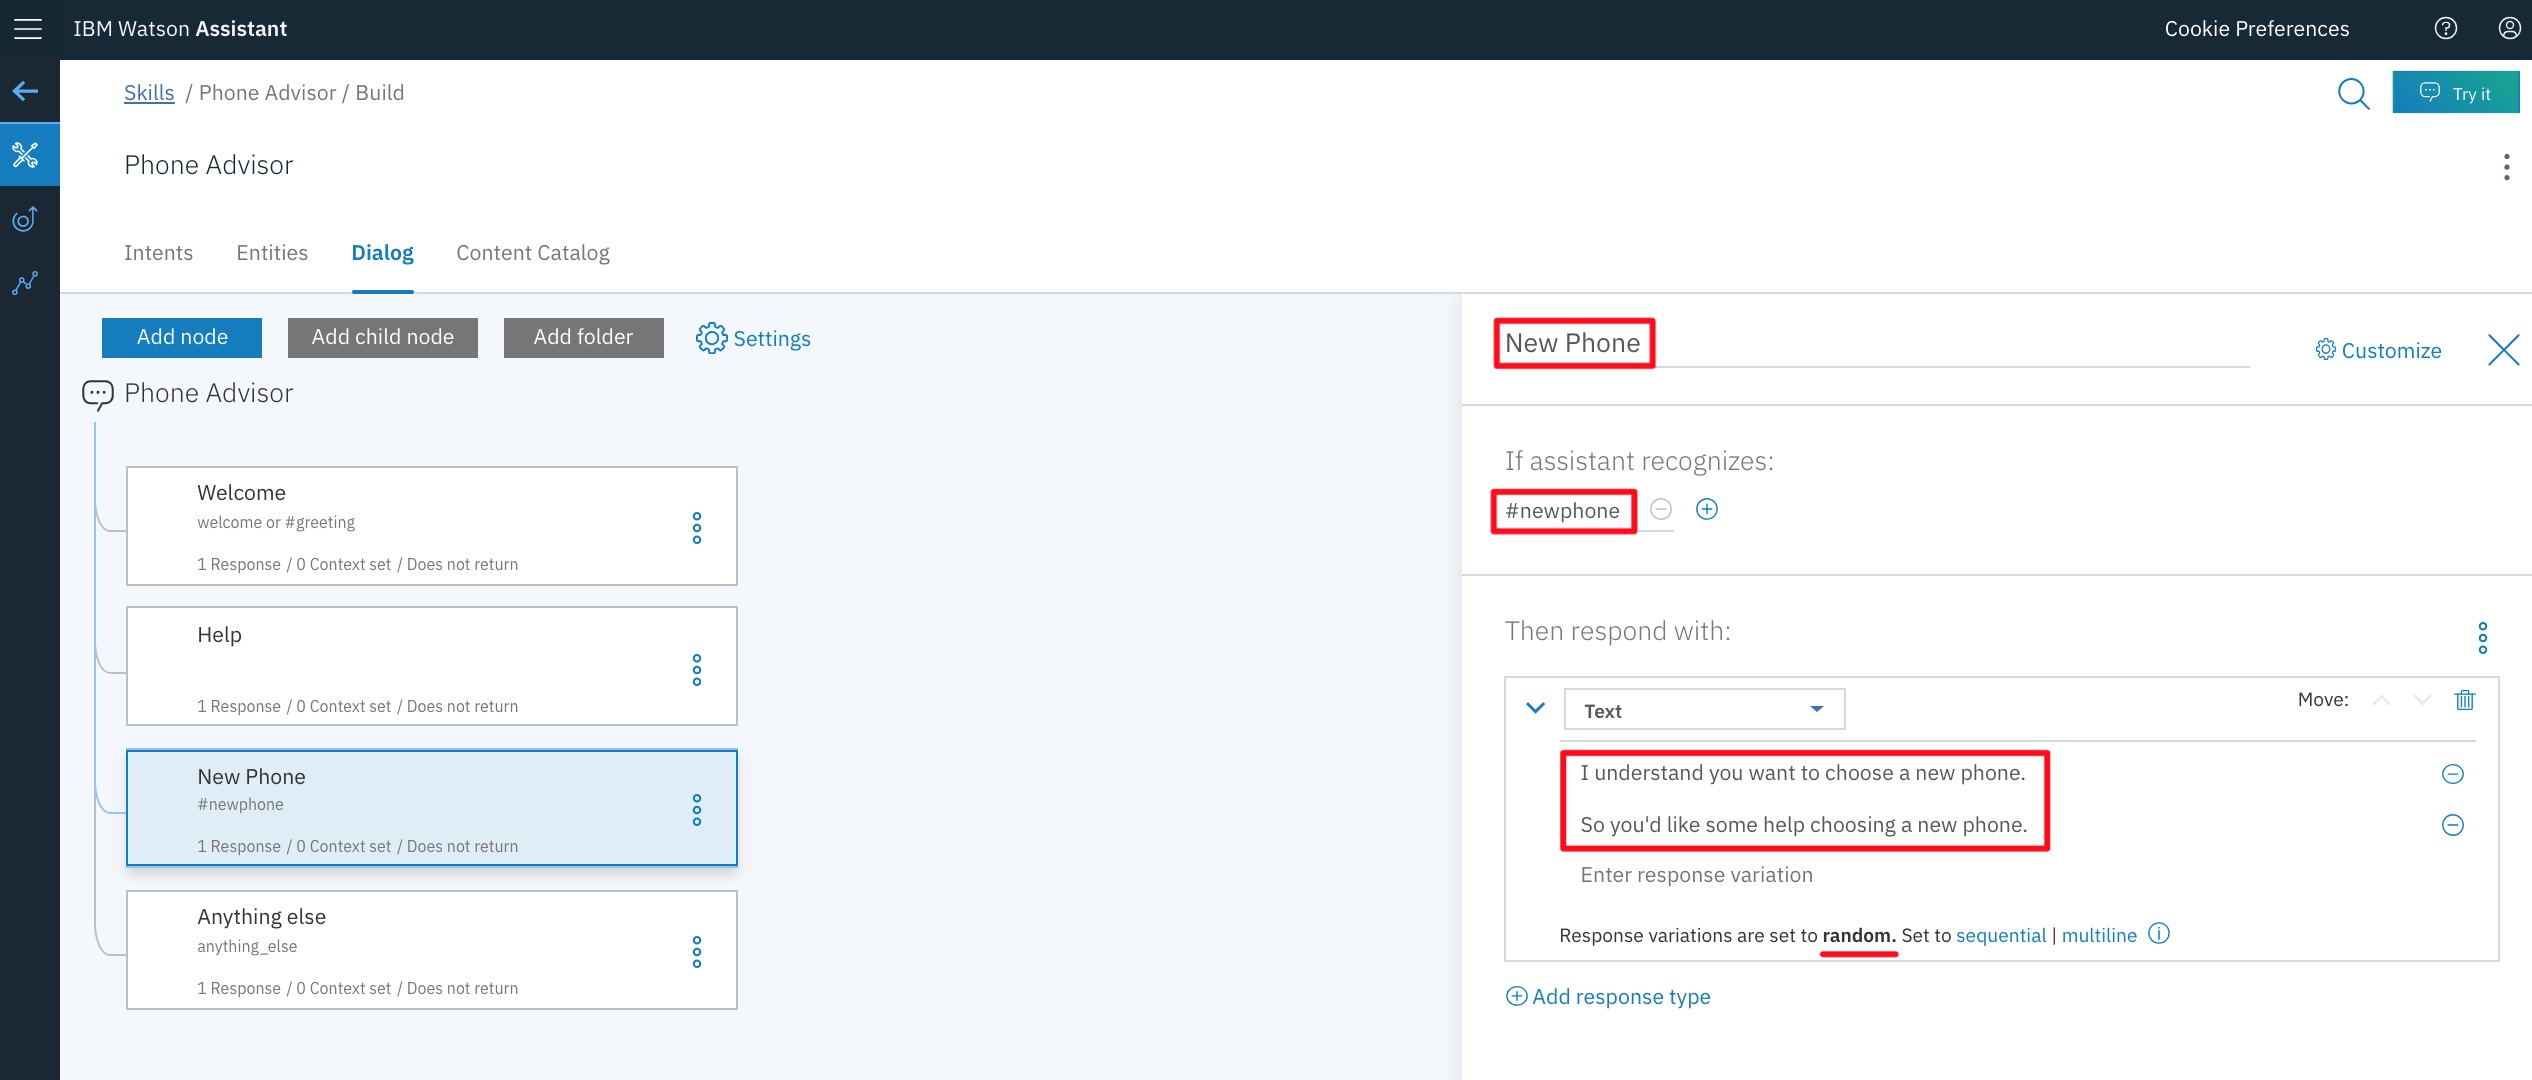 IBM Watson Assistant
Cookie Preferences
Skills / Phone Advisor / Build
Try it
Phone Advisor
Intents
Entities
Dialog
Content Catalog
Add node
Add child node
Add folder
Settings
Phone Advisor
Welcome
welcome or #greeting
1 Response / 0 Context set / Does not return
Help
1 Response / 0 Context set / Does not return
New Phone
#newphone
1 Response / 0 Context set / Does not return
Anything else
anything_else
1 Response / 0 Context set / Does not return
New Phone
Customize
If assistant recognizes:
#newphone
Then respond with:
Text
Move:
I understand you want to choose a new phone.
So you'd like some help choosing a new phone.
Enter response variation
Response variations are set to random. Set to sequential | multiline
Add response type